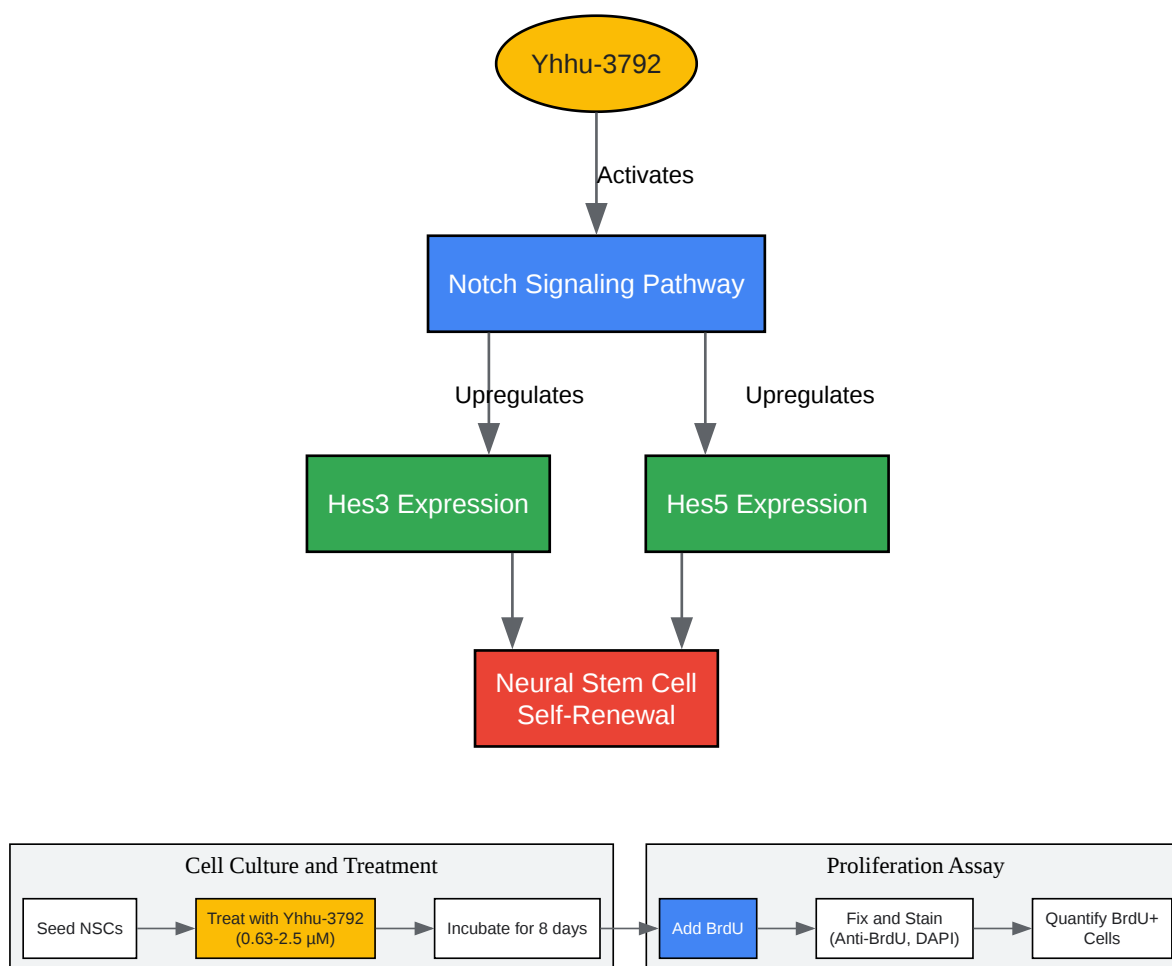 Yhhu-3792
Activates
Notch Signaling Pathway
Upregulates
Upregulates
Hes3 Expression
Hes5 Expression
Neural Stem Cell
Self-Renewal
Cell Culture and Treatment
Seed NSCs
Treat with Yhhu-3792
(0.63-2.5 µM)
Incubate for 8 days
Proliferation Assay
Add BrdU
Fix and Stain
(Anti-BrdU, DAPI)
Quantify BrdU+
Cells